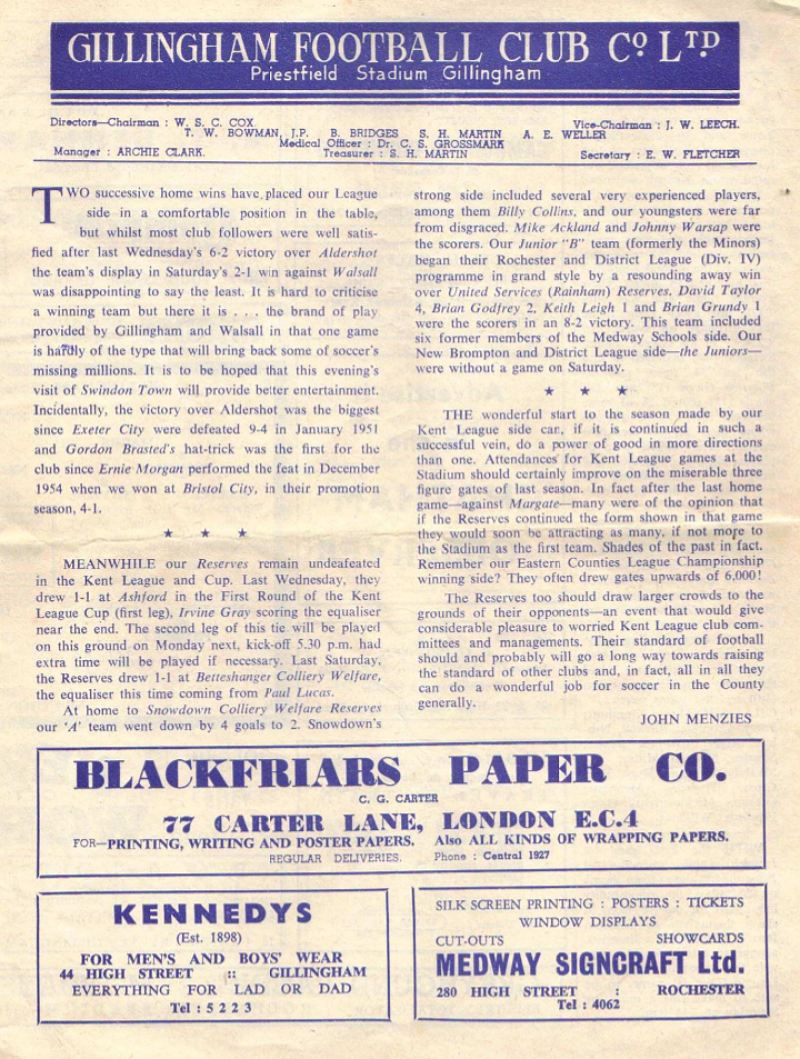 GILLINGHAM FOOTBALL CLUB Cº LTD
Priestfield Stadium Gillingham
Directors—Chairman : W. S. C. COX. Vice-Chairman : J. W. LEECH.
T. W. BOWMAN, J.P. B. BRIDGES S. H. MARTIN A. E. WELLER
Medical Officer : Dr. C. S. GROSSMARK
Manager : ARCHIE CLARK. Treasurer : S. H. MARTIN Secretary : E. W. FLETCHER
TWO successive home wins have placed our League
side in a comfortable position in the table,
but whilst most club followers were well satis-
fied after last Wednesday's 6-2 victory over Aldershot
the team's display in Saturday's 2-1 win against Walsall
was disappointing to say the least. It is hard to criticise
a winning team but there it is . . . the brand of play
provided by Gillingham and Walsall in that one game
is hardly of the type that will bring back some of soccer's
missing millions. It is to be hoped that this evening's
visit of Swindon Town will provide better entertainment.
Incidentally, the victory over Aldershot was the biggest
since Exeter City were defeated 9-4 in January 1951
and Gordon Brasted's hat-trick was the first for the
club since Ernie Morgan performed the feat in December
1954 when we won at Bristol City, in their promotion
season, 4-1.
★ ★ ★
MEANWHILE our Reserves remain undefeated
in the Kent League and Cup. Last Wednesday, they
drew 1-1 at Ashford in the First Round of the Kent
League Cup (first leg), Irvine Gray scoring the equaliser
near the end. The second leg of this tie will be played
on this ground on Monday next, kick-off 5.30 p.m. had
extra time will be played if necessary. Last Saturday,
the Reserves drew 1-1 at Betteshanger Colliery Welfare,
the equaliser this time coming from Paul Lucas.
At home to Snowdown Colliery Welfare Reserves
our 'A' team went down by 4 goals to 2. Snowdown's
strong side included several very experienced players,
among them Billy Collins, and our youngsters were far
from disgraced. Mike Ackland and Johnny Warsap were
the scorers. Our Junior "B" team (formerly the Minors)
began their Rochester and District League (Div. IV)
programme in grand style by a resounding away win
over United Services (Rainham) Reserves. David Taylor
4, Brian Godfrey 2, Keith Leigh 1 and Brian Grundy 1
were the scorers in an 8-2 victory. This team included
six former members of the Medway Schools side. Our
New Brompton and District League side—the Juniors—
were without a game on Saturday.
★ ★ ★
THE wonderful start to the season made by our
Kent League side can, if it is continued in such a
successful vein, do a power of good in more directions
than one. Attendances for Kent League games at the
Stadium should certainly improve on the miserable three
figure gates of last season. In fact after the last home
game—against Margate—many were of the opinion that
if the Reserves continued the form shown in that game
they would soon be attracting as many, if not more to
the Stadium as the first team. Shades of the past in fact.
Remember our Eastern Counties League Championship
winning side? They often drew gates upwards of 6,000!
The Reserves too should draw larger crowds to the
grounds of their opponents—an event that would give
considerable pleasure to worried Kent League club com-
mittees and managements. Their standard of football
should and probably will go a long way towards raising
the standard of other clubs and, in fact, all in all they
can do a wonderful job for soccer in the County
generally.
JOHN MENZIES
BLACKFRIARS PAPER CO.
C. G. CARTER
77 CARTER LANE, LONDON E.C.4
FOR—PRINTING, WRITING AND POSTER PAPERS. Also ALL KINDS OF WRAPPING PAPERS.
REGULAR DELIVERIES. Phone : Central 1927
KENNEDYS
(Est. 1898)
FOR MEN'S AND BOYS' WEAR
44 HIGH STREET :: GILLINGHAM
EVERYTHING FOR LAD OR DAD
Tel : 5 2 2 3
SILK SCREEN PRINTING : POSTERS : TICKETS
WINDOW DISPLAYS
CUT-OUTS SHOWCARDS
MEDWAY SIGNCRAFT Ltd.
280 HIGH STREET : ROCHESTER
Tel : 4062